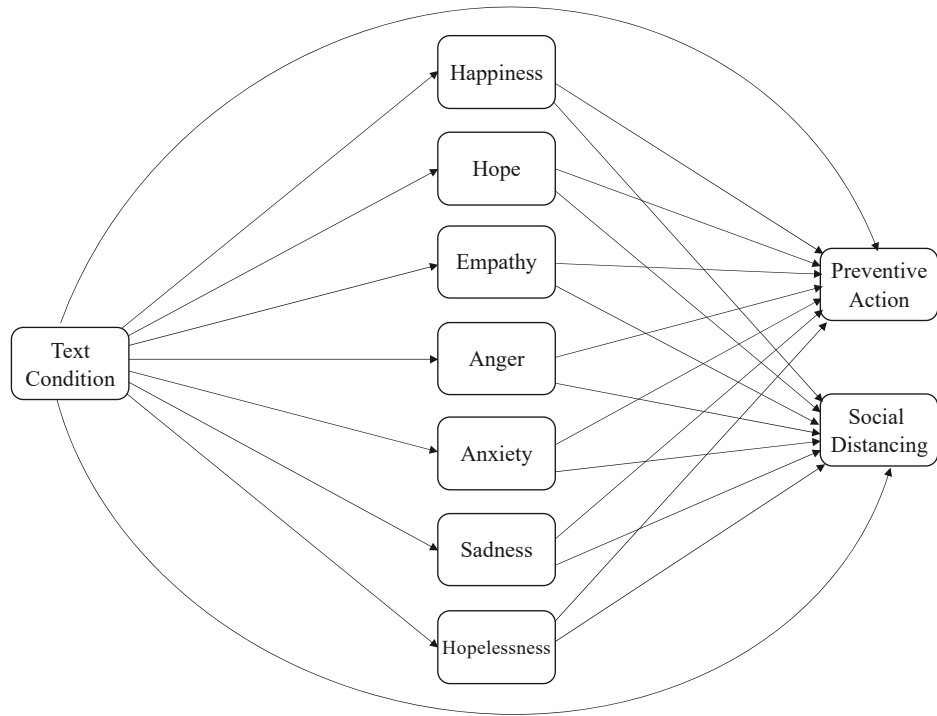 Happiness
Hope
Empathy
Preventive
Action
Text
Condition
Anger
Social
Distancing
Anxiety
Sadness
Hopelessness